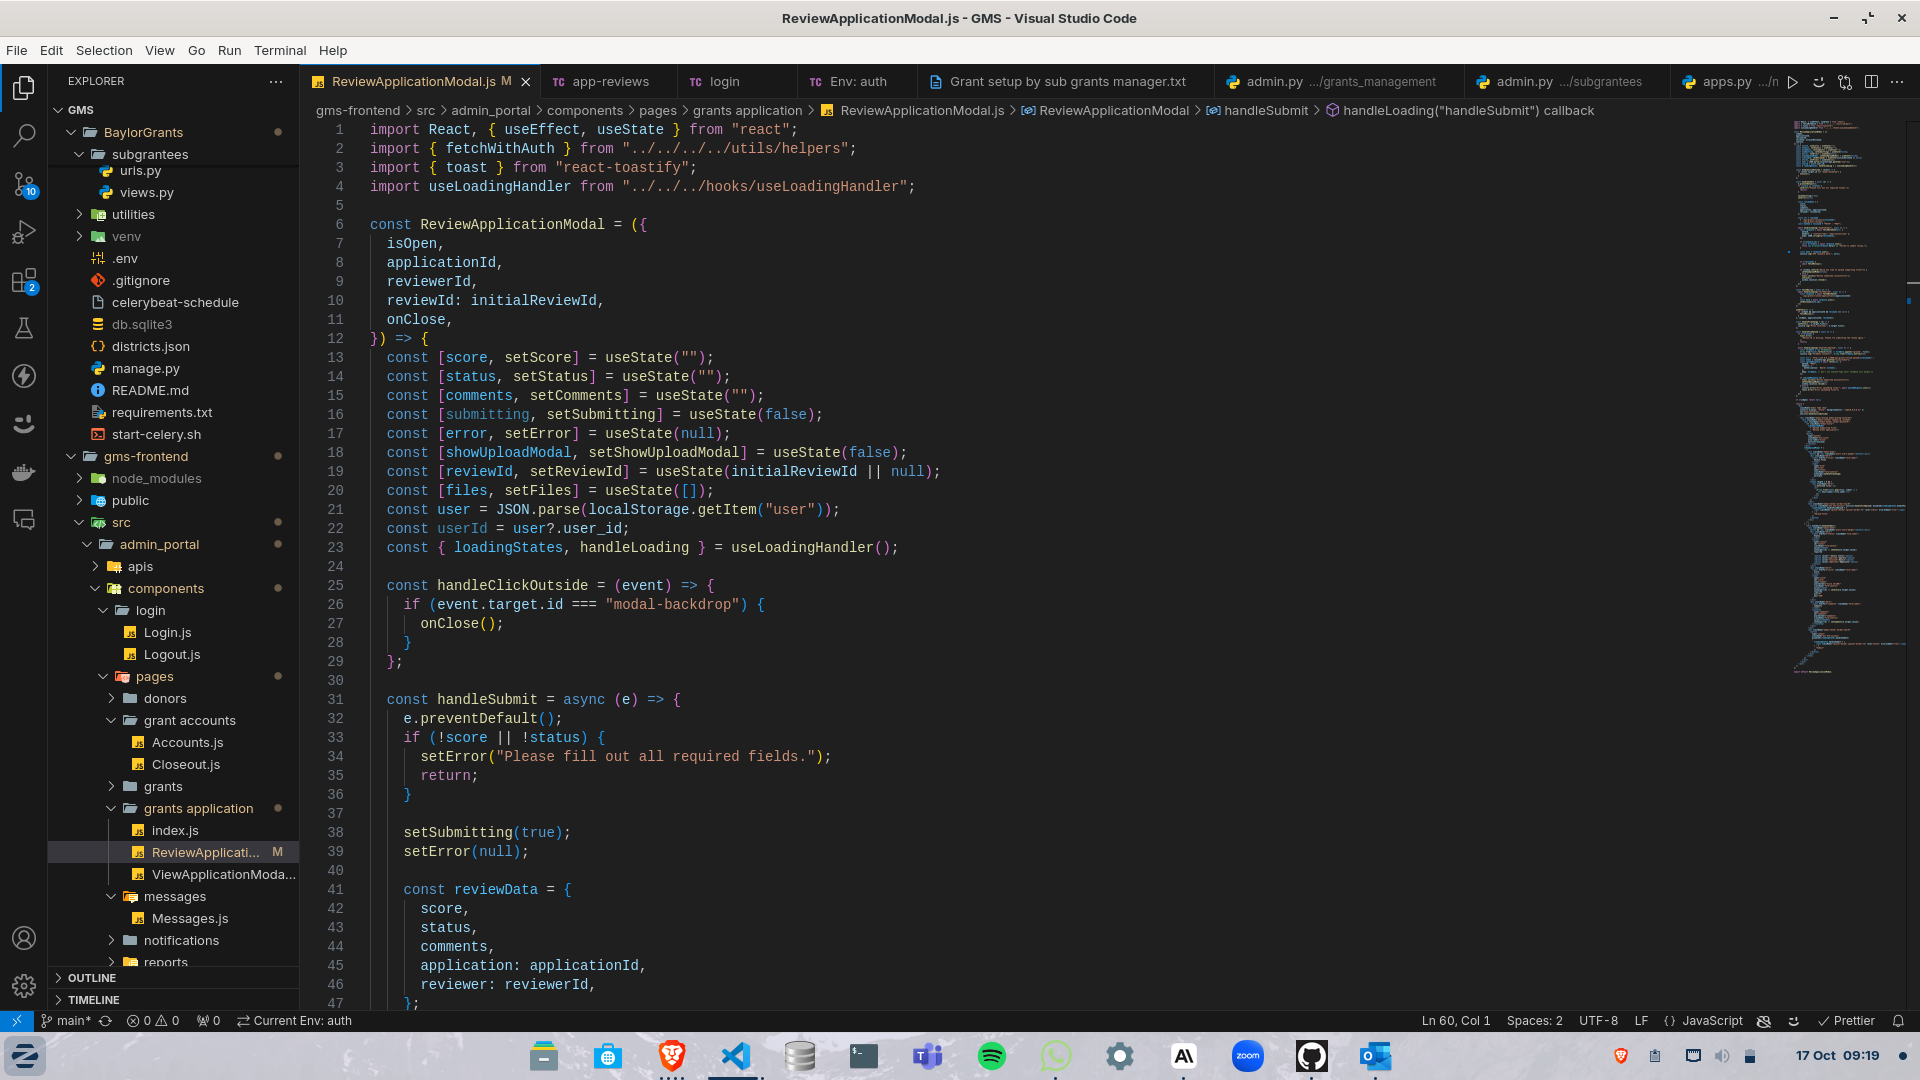 ReviewApplicationModal.js - GMS - Visual Studio Code
File Edit Selection View Go Run Terminal Help
EXPLORER
GMS
BaylorGrants
subgrantees
urls.py
views.py
utilities
venv
.env
.gitignore
celerybeat-schedule
db.sqlite3
districts.json
manage.py
README.md
requirements.txt
start-celery.sh
gms-frontend
node_modules
public
src
admin_portal
apis
components
login
Login.js
Logout.js
pages
donors
grant accounts
Accounts.js
Closeout.js
grants
grants application
index.js
ReviewApplicati... M
ViewApplicationModa...
messages
Messages.js
notifications
reports
OUTLINE
TIMELINE
10
2
ReviewApplicationModal.js M
TC app-reviews
TC login
TC Env: auth
Grant setup by sub grants manager.txt
admin.py .../grants_management
admin.py .../subgrantees
apps.py .../n
gms-frontend > src > admin_portal > components > pages > grants application > ReviewApplicationModal.js > ReviewApplicationModal > handleSubmit > handleLoading("handleSubmit") callback
1 import React, { useEffect, useState } from "react";
2 import { fetchWithAuth } from "../../../../utils/helpers";
3 import { toast } from "react-toastify";
4 import useLoadingHandler from "../../../hooks/useLoadingHandler";
5
6 const ReviewApplicationModal = ({
7 isOpen,
8 applicationId,
9 reviewerId,
10 reviewId: initialReviewId,
11 onClose,
12 }) => {
13 const [score, setScore] = useState("");
14 const [status, setStatus] = useState("");
15 const [comments, setComments] = useState("");
16 const [submitting, setSubmitting] = useState(false);
17 const [error, setError] = useState(null);
18 const [showUploadModal, setShowUploadModal] = useState(false);
19 const [reviewId, setReviewId] = useState(initialReviewId || null);
20 const [files, setFiles] = useState([]);
21 const user = JSON.parse(localStorage.getItem("user"));
22 const userId = user?.user_id;
23 const { loadingStates, handleLoading } = useLoadingHandler();
24
25 const handleClickOutside = (event) => {
26 if (event.target.id === "modal-backdrop") {
27 onClose();
28 }
29 };
30
31 const handleSubmit = async (e) => {
32 e.preventDefault();
33 if (!score || !status) {
34 setError("Please fill out all required fields.");
35 return;
36 }
37
38 setSubmitting(true);
39 setError(null);
40
41 const reviewData = {
42 score,
43 status,
44 comments,
45 application: applicationId,
46 reviewer: reviewerId,
47 };
main* 0 0 0 Current Env: auth
Ln 60, Col 1 Spaces: 2 UTF-8 LF {} JavaScript Prettier
zoom
17 Oct 09:19